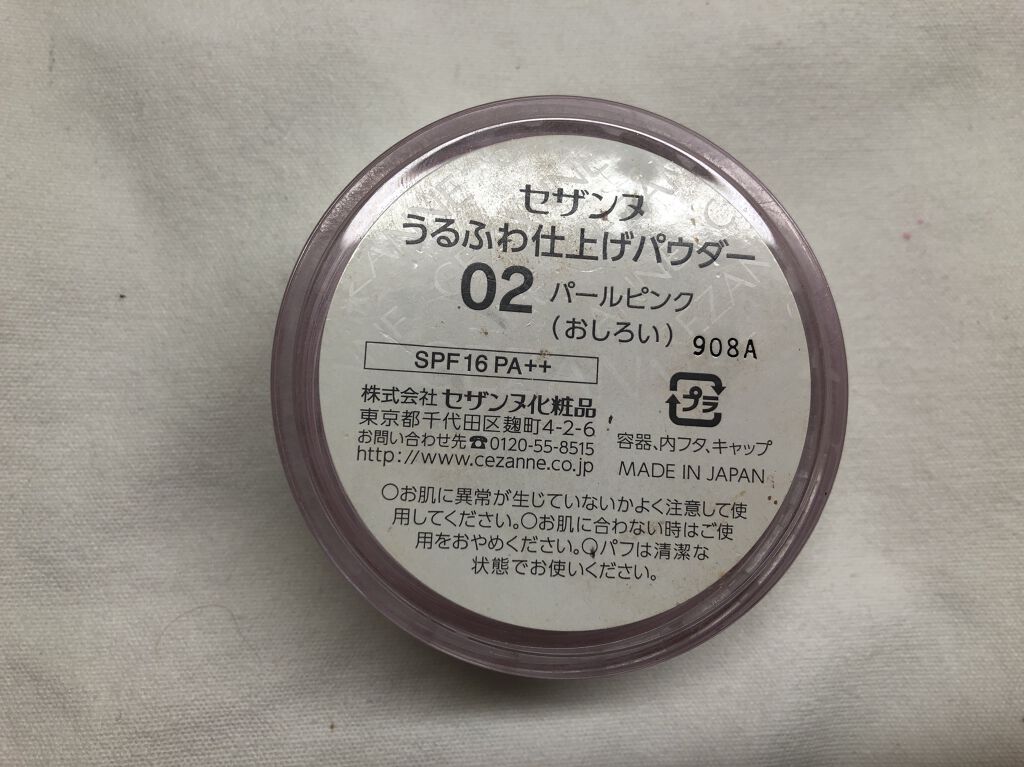 セザンヌ
うるふわ仕上げパウダー
02 パールピンク
(おしろい) 908A
SPF16 PA++
株式会社 セザンヌ化粧品
東京都千代田区麹町4-2-6
お問い合わせ先☎0120-55-8515
http://www.cezanne.co.jp
プラ
容器、内フタ、キャップ
MADE IN JAPAN
○お肌に異常が生じていないかよく注意して使
用してください。○お肌に合わない時はご使
用をおやめください。○パフは清潔な
状態でお使いください。